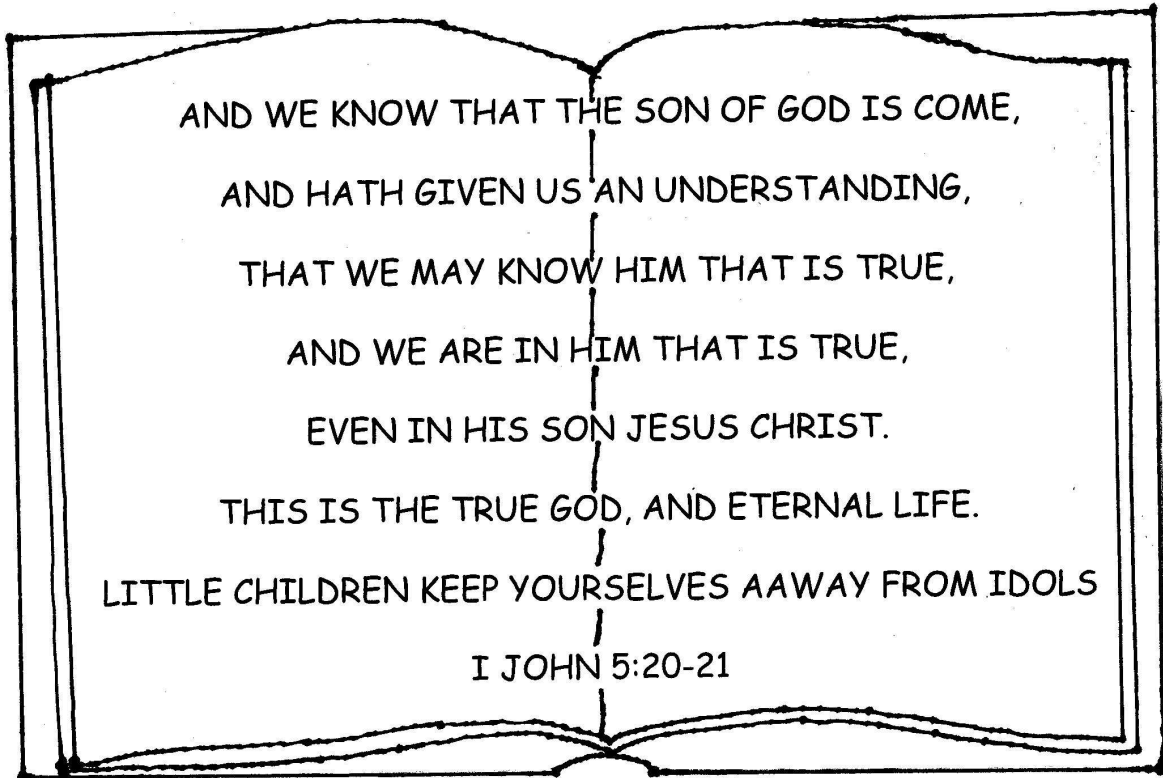 AND WE KNOW THAT THE SON OF GOD IS COME,
AND HATH GIVEN US AN UNDERSTANDING,
THAT WE MAY KNOW HIM THAT IS TRUE,
AND WE ARE IN HIM THAT IS TRUE,
EVEN IN HIS SON JESUS CHRIST.
THIS IS THE TRUE GOD, AND ETERNAL LIFE.
LITTLE CHILDREN KEEP YOURSELVES AAWAY FROM IDOLS
I JOHN 5:20-21